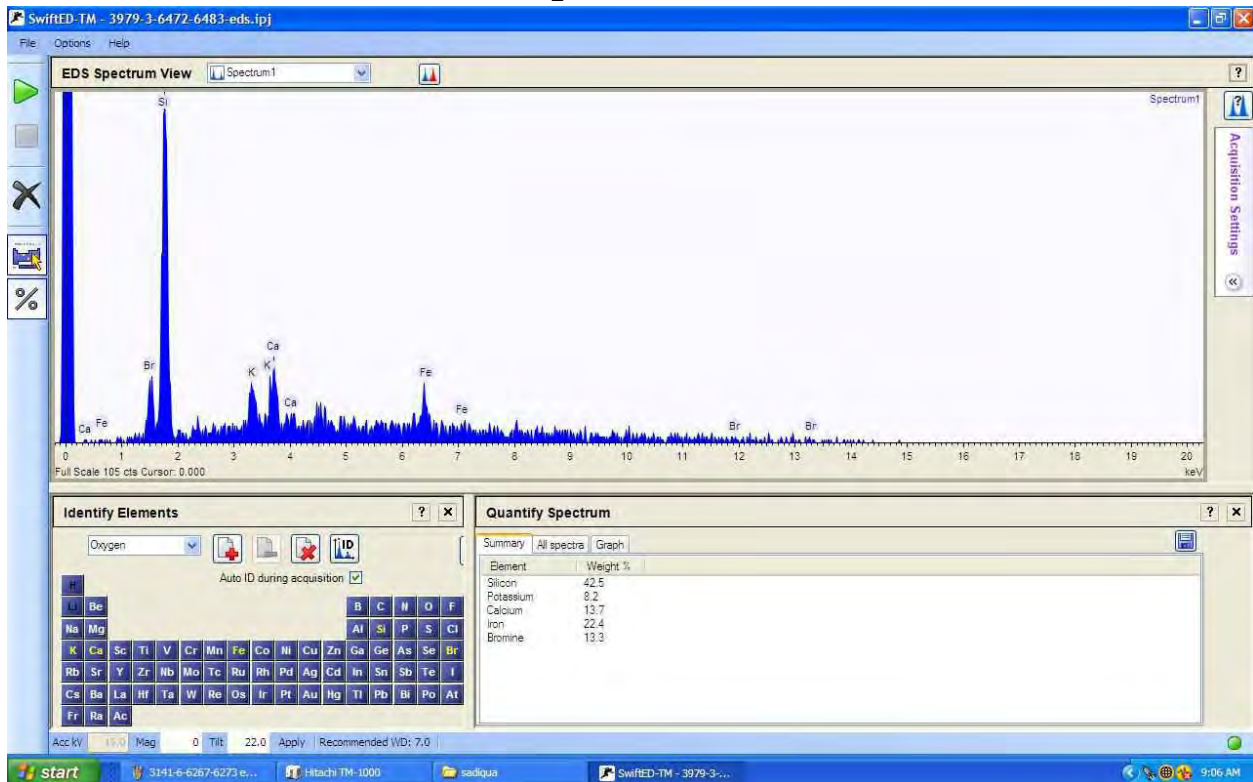 SwiftED-TM - 3979-3-6472-6483-eds.ipj
File Options Help
EDS Spectrum View Spectrum1 ?
Spectrum1
?
Acquisition Settings
Si
Ca
Br K K
Ca Fe
Ca Fe Fe Br Br
0 1 2 3 4 5 6 7 8 9 10 11 12 13 14 15 16 17 18 19 20
Full Scale 105 cts Cursor: 0.000 keV
%
Identify Elements ?
Oxygen ID
Auto ID during acquisition
H
Li Be B C N O F
Na Mg Al Si P S Cl
K Ca Sc Ti V Cr Mn Fe Co Ni Cu Zn Ga Ge As Se Br
Rb Sr Y Zr Nb Mo Tc Ru Rh Pd Ag Cd In Sn Sb Te I
Cs Ba La Hf Ta W Re Os Ir Pt Au Hg Tl Pb Bi Po At
Fr Ra Ac
Quantify Spectrum ?
Summary All spectra Graph
Element Weight %
Silicon 42.5
Potassium 8.2
Calcium 13.7
Iron 22.4
Bromine 13.3
Acc kV 15.0 Mag 0 Tilt 22.0 Apply Recommended WD: 7.0
start 3141-6-6267-6273 e... Hitachi TM-1000 sadiqua SwiftED-TM - 3979-3-... 9:06 AM